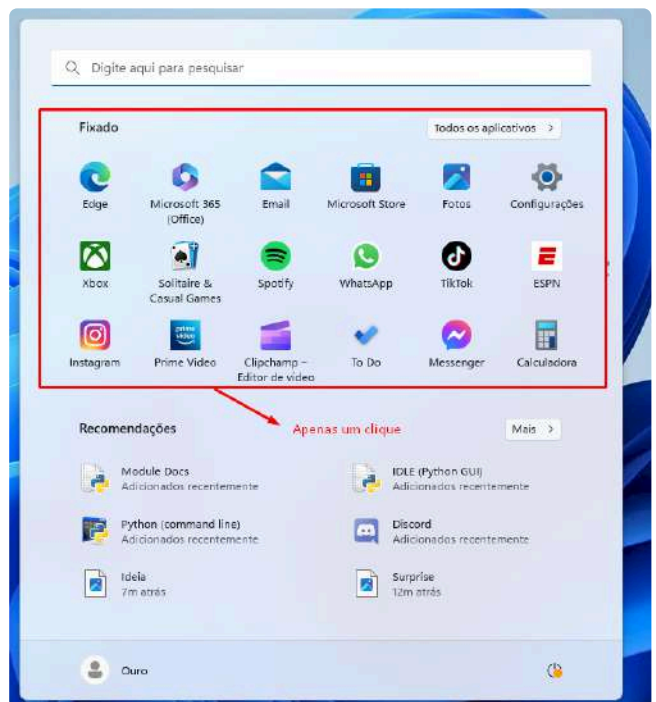 Digite aqui para pesquisar
Fixado
Todos os aplicativos >
Edge
Microsoft 365
(Office)
Email
Microsoft Store
Fotos
Configurações
Xbox
Solitaire &
Casual Games
Spotify
WhatsApp
TikTok
ESPN
Instagram
prime
video
Prime Video
Clipchamp –
Editor de vídeo
To Do
Messenger
Calculadora
Apenas um clique
Recomendações
Mais >
Module Docs
Adicionados recentemente
IDLE (Python GUI)
Adicionados recentemente
Python (command line)
Adicionados recentemente
Discord
Adicionados recentemente
Ideia
7m atrás
Surprise
12m atrás
Ouro